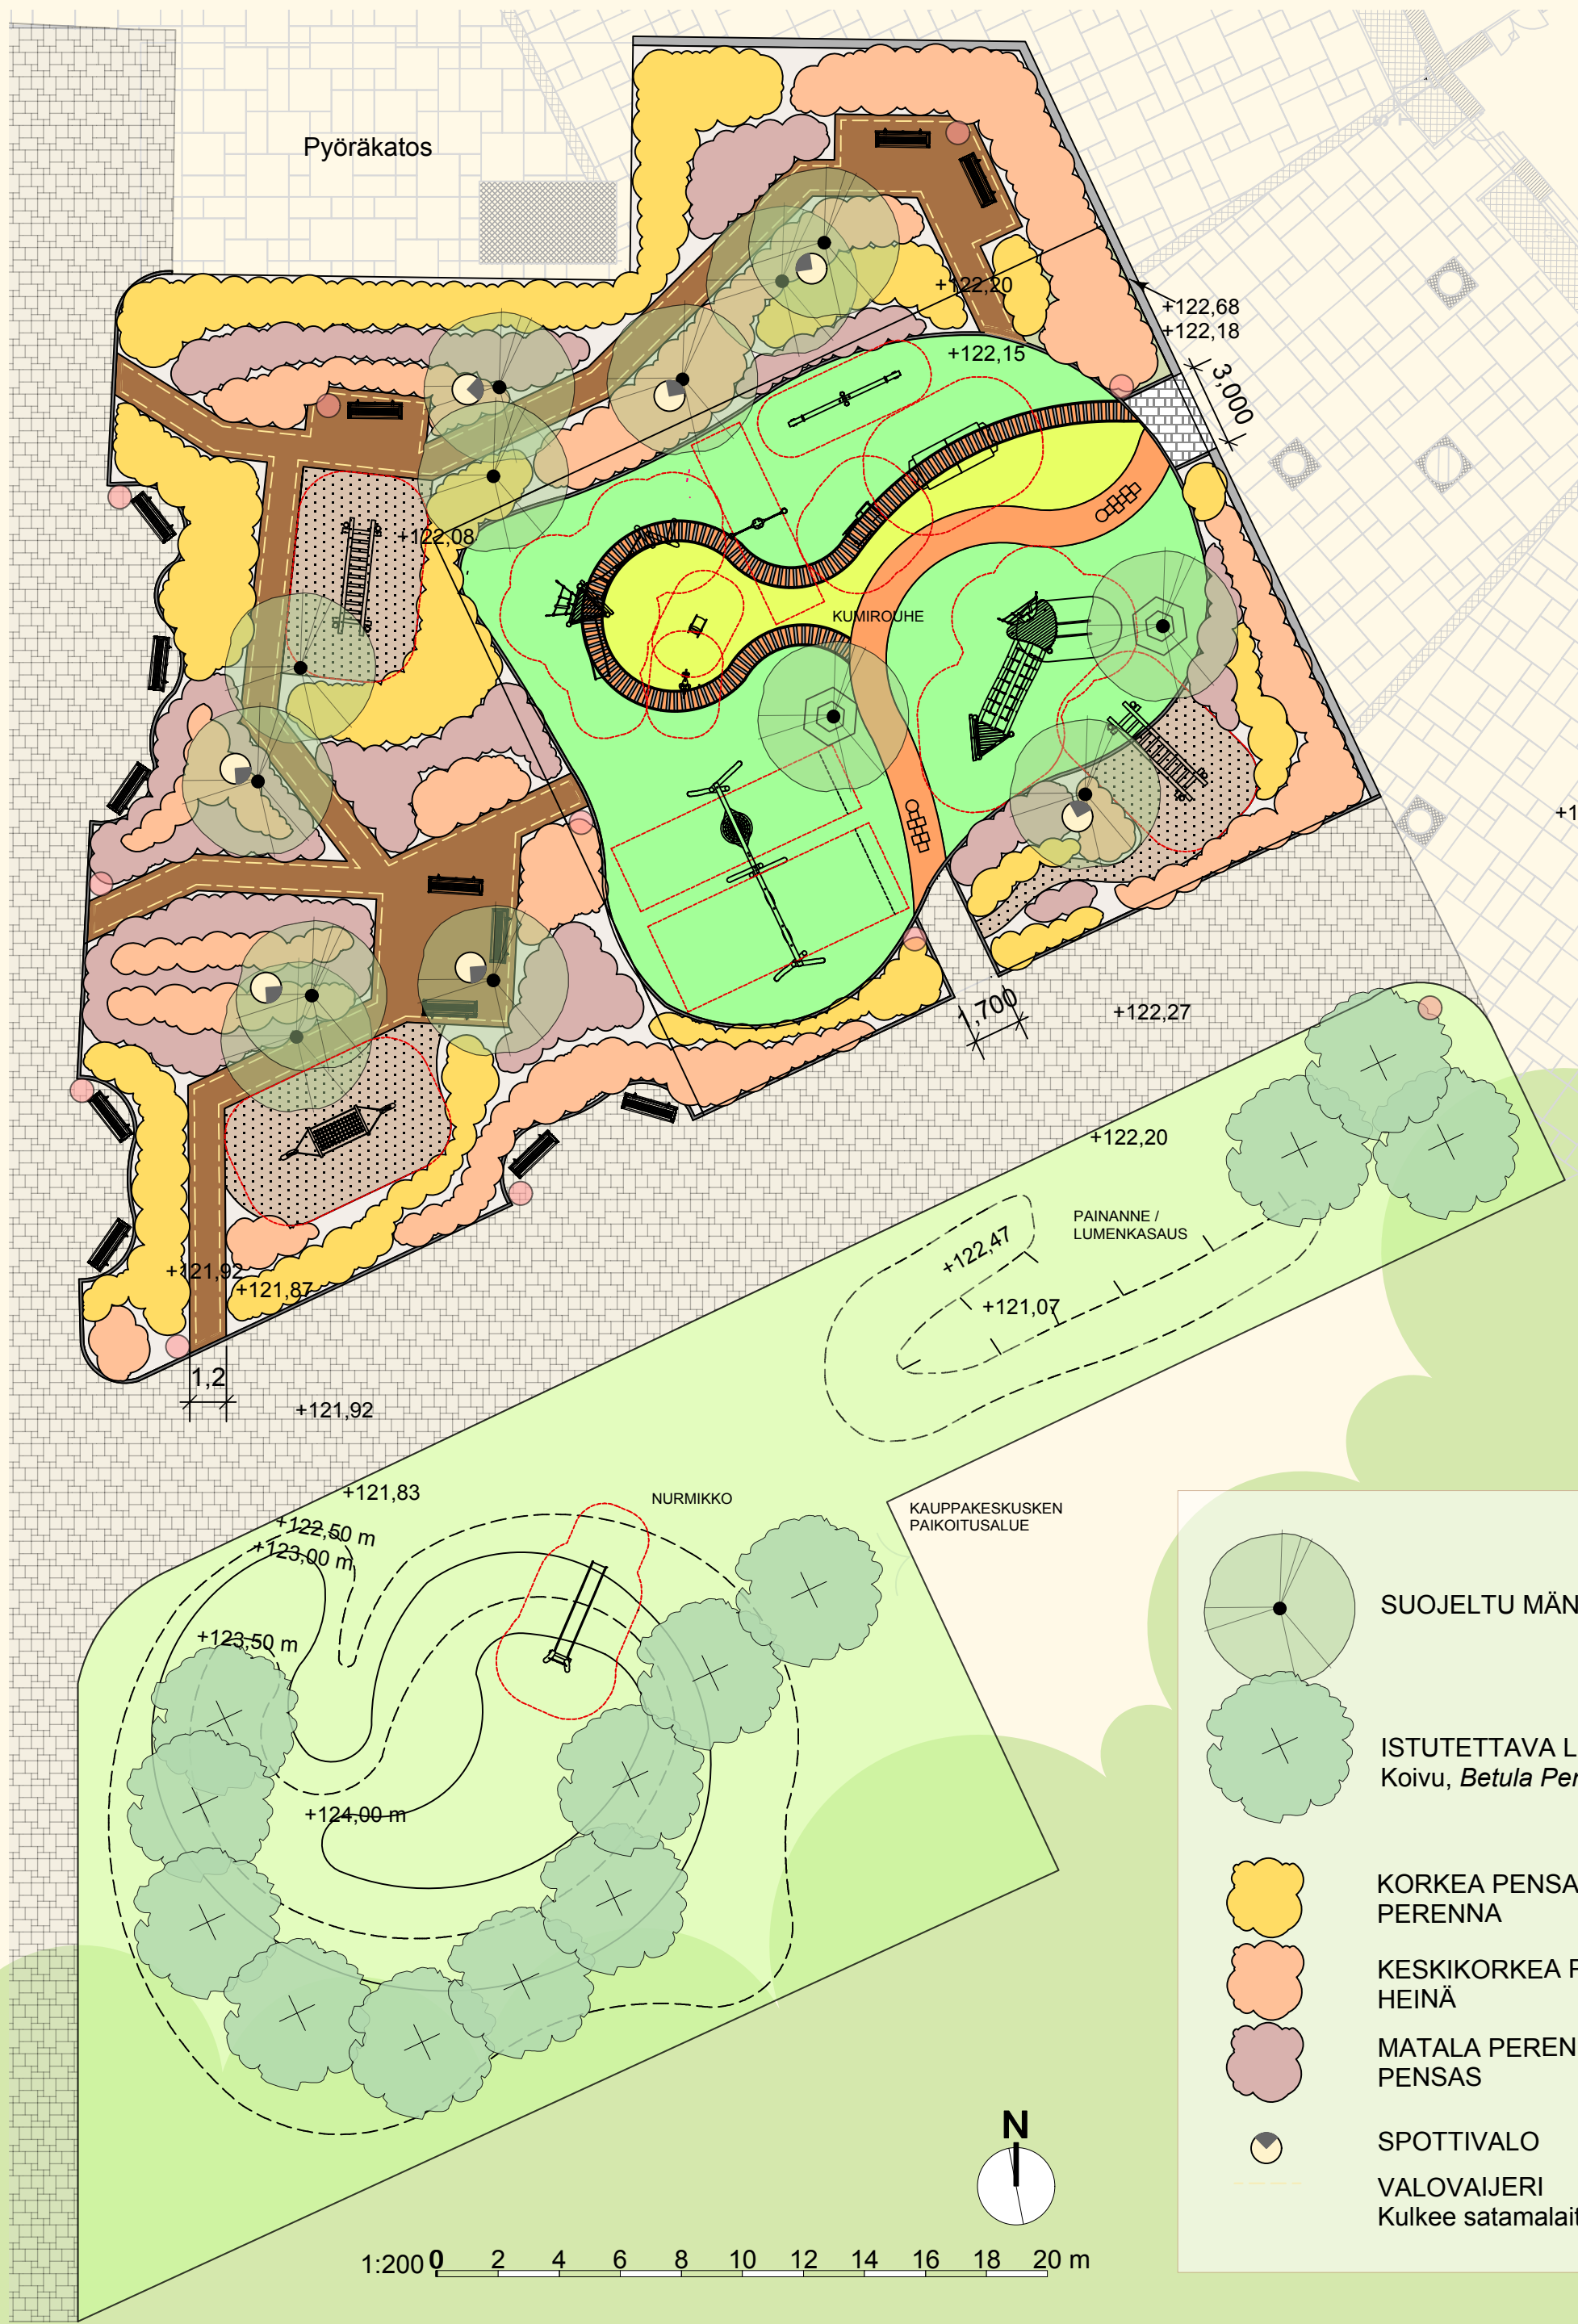 Pyöräkatos
+122,20
+122,68
+122,18
+122,15
3,000
+122,08
KUMIROUHE
+1
1,700
+122,27
+122,20
PAINANNE /
LUMENKASAUS
+122,47
+121,07
+121,92
+121,87
1,2
+121,92
+121,83
NURMIKKO
KAUPPAKESKUSKEN
PAIKOITUSALUE
+122,50 m
+123,00 m
+123,50 m
+124,00 m
SUOJELTU MÄN
ISTUTETTAVA L
Koivu, Betula Per
KORKEA PENSA
PERENNA
KESKIKORKEA P
HEINÄ
MATALA PEREN
PENSAS
SPOTTIVALO
VALOVAIJERI
Kulkee satamalait
N
1:200 0 2 4 6 8 10 12 14 16 18 20 m